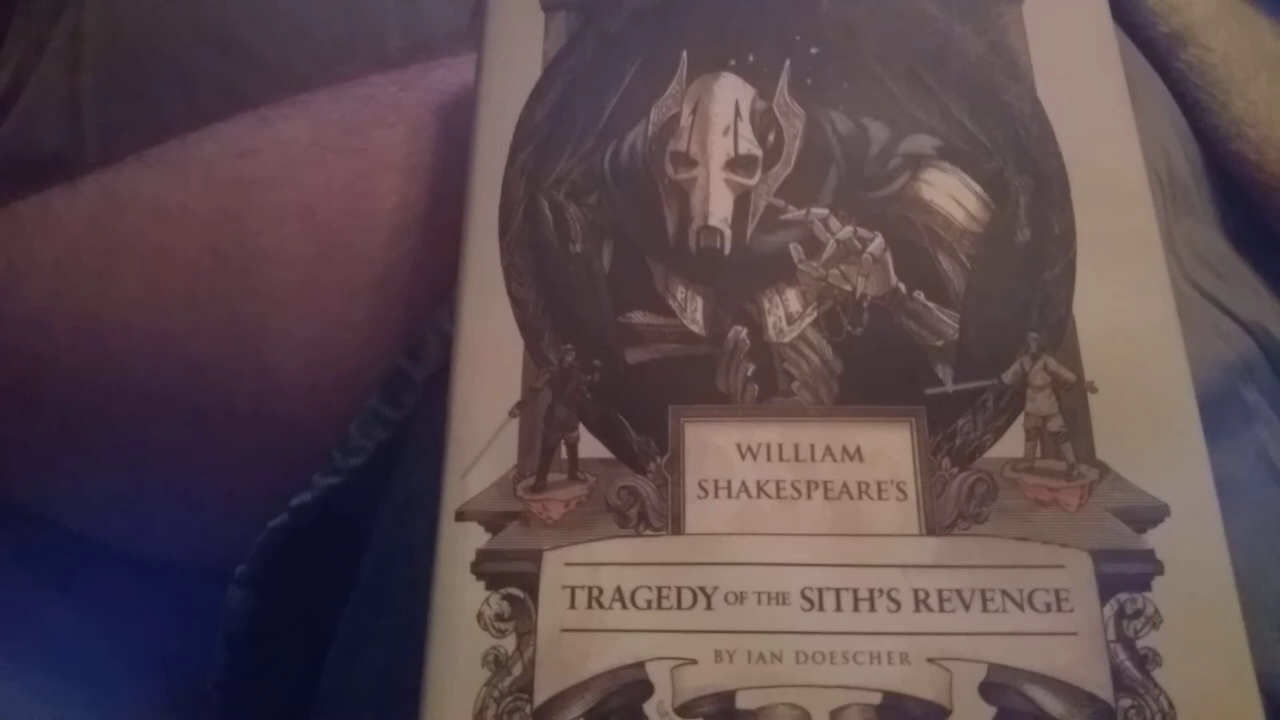 WILLIAM
SHAKESPEARE'S
TRAGEDY OF THE SITH'S REVENGE
BY IAN DOESCHER